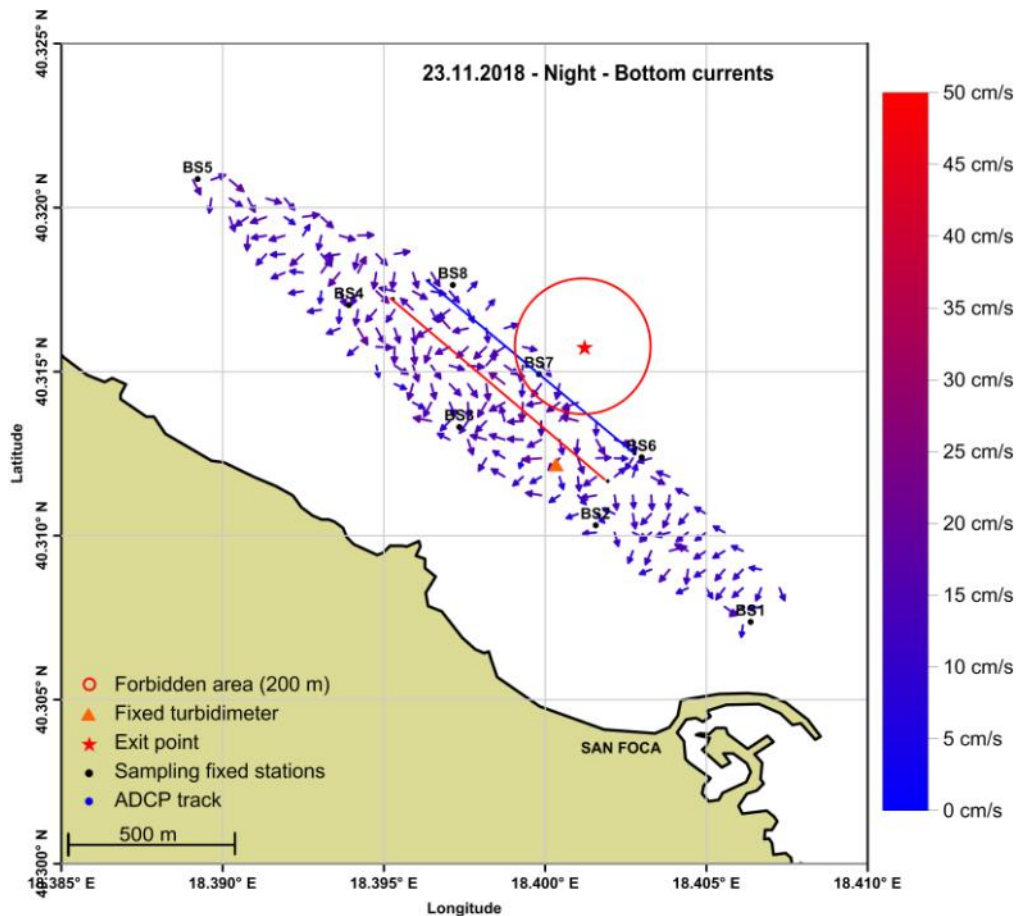 23.11.2018 - Night - Bottom currents
40.325° N
40.320° N
40.315° N
40.310° N
40.305° N
40.300° N
Latitude
BS5
BS8
BS4
BS7
BS3
BS6
BS2
BS1
SAN FOCA
Forbidden area (200 m)
Fixed turbidimeter
Exit point
Sampling fixed stations
ADCP track
500 m
18.385° E
18.390° E
18.395° E
18.400° E
18.405° E
18.410° E
Longitude
50 cm/s
45 cm/s
40 cm/s
35 cm/s
30 cm/s
25 cm/s
20 cm/s
15 cm/s
10 cm/s
5 cm/s
0 cm/s